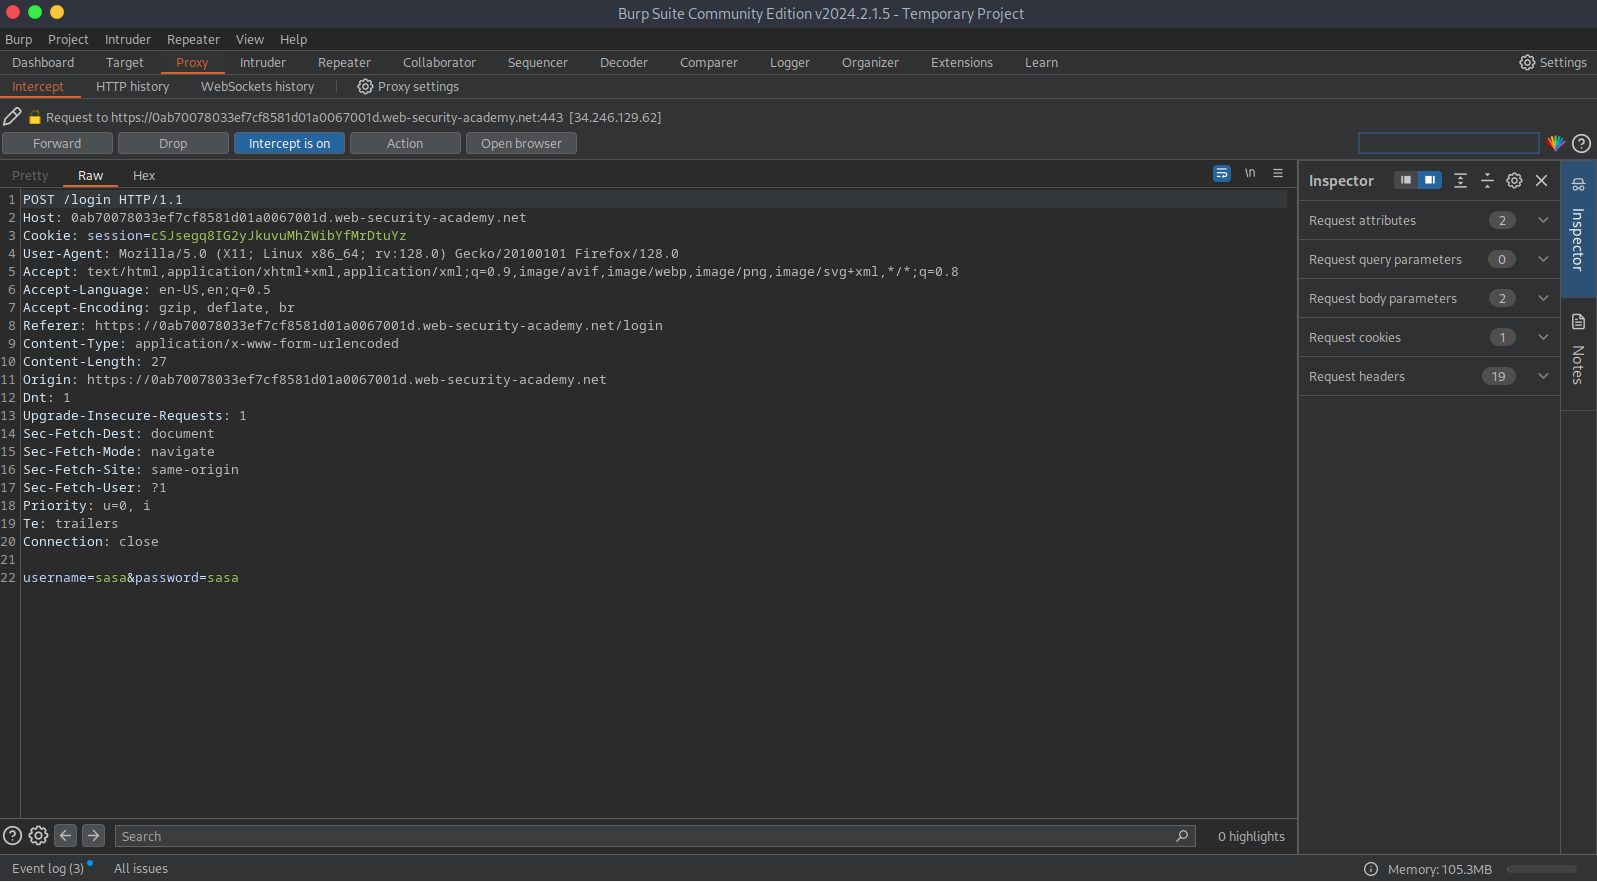 Burp Suite Community Edition v2024.2.1.5 - Temporary Project
Burp Project Intruder Repeater View Help
Dashboard Target Proxy Intruder Repeater Collaborator Sequencer Decoder Comparer Logger Organizer Extensions Learn Settings
Intercept HTTP history WebSockets history Proxy settings
Request to https://0ab70078033ef7cf8581d01a0067001d.web-security-academy.net:443 [34.246.129.62]
Forward Drop Intercept is on Action Open browser
Pretty Raw Hex \n
1 POST /login HTTP/1.1
2 Host: 0ab70078033ef7cf8581d01a0067001d.web-security-academy.net
3 Cookie: session=cSJsegq8IG2yJkuvuMhZWibYfMrDtuYz
4 User-Agent: Mozilla/5.0 (X11; Linux x86_64; rv:128.0) Gecko/20100101 Firefox/128.0
5 Accept: text/html,application/xhtml+xml,application/xml;q=0.9,image/avif,image/webp,image/png,image/svg+xml,*/*;q=0.8
6 Accept-Language: en-US,en;q=0.5
7 Accept-Encoding: gzip, deflate, br
8 Referer: https://0ab70078033ef7cf8581d01a0067001d.web-security-academy.net/login
9 Content-Type: application/x-www-form-urlencoded
10 Content-Length: 27
11 Origin: https://0ab70078033ef7cf8581d01a0067001d.web-security-academy.net
12 Dnt: 1
13 Upgrade-Insecure-Requests: 1
14 Sec-Fetch-Dest: document
15 Sec-Fetch-Mode: navigate
16 Sec-Fetch-Site: same-origin
17 Sec-Fetch-User: ?1
18 Priority: u=0, i
19 Te: trailers
20 Connection: close
21
22 username=sasa&password=sasa
Inspector
Request attributes 2
Request query parameters 0
Request body parameters 2
Request cookies 1
Request headers 19
Inspector
Notes
Search 0 highlights
Event log (3) All issues Memory: 105.3MB